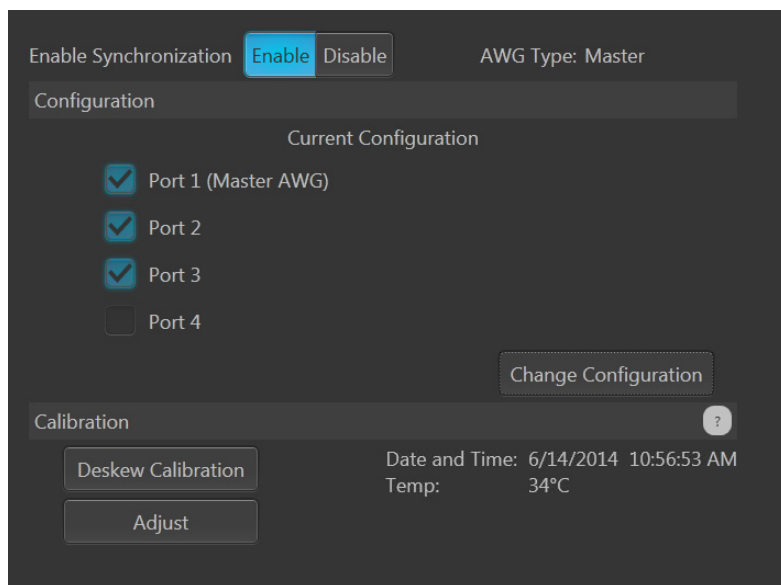 Enable Synchronization Enable Disable AWG Type: Master
Configuration
Current Configuration
Port 1 (Master AWG)
Port 2
Port 3
Port 4
Change Configuration
Calibration ?
Deskew Calibration Date and Time: 6/14/2014 10:56:53 AM
Temp: 34°C
Adjust